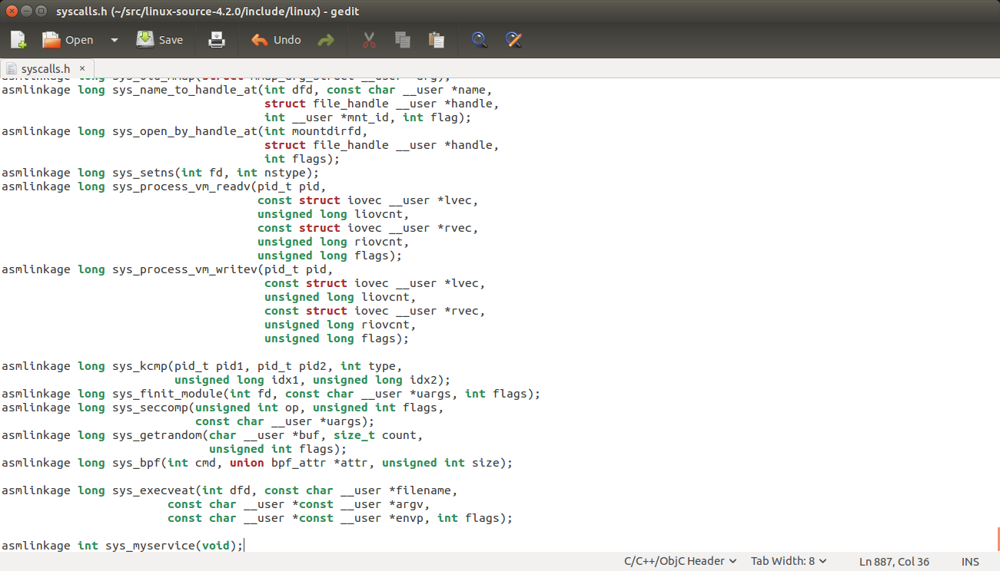 syscalls.h (~/src/linux-source-4.2.0/include/linux) - gedit
Open Save Undo
syscalls.h ×
asmlinkage long sys_old_mmap(struct mmap_arg_struct __user *arg);
asmlinkage long sys_name_to_handle_at(int dfd, const char __user *name,
struct file_handle __user *handle,
int __user *mnt_id, int flag);
asmlinkage long sys_open_by_handle_at(int mountdirfd,
struct file_handle __user *handle,
int flags);
asmlinkage long sys_setns(int fd, int nstype);
asmlinkage long sys_process_vm_readv(pid_t pid,
const struct iovec __user *lvec,
unsigned long liovcnt,
const struct iovec __user *rvec,
unsigned long riovcnt,
unsigned long flags);
asmlinkage long sys_process_vm_writev(pid_t pid,
const struct iovec __user *lvec,
unsigned long liovcnt,
const struct iovec __user *rvec,
unsigned long riovcnt,
unsigned long flags);
asmlinkage long sys_kcmp(pid_t pid1, pid_t pid2, int type,
unsigned long idx1, unsigned long idx2);
asmlinkage long sys_finit_module(int fd, const char __user *uargs, int flags);
asmlinkage long sys_seccomp(unsigned int op, unsigned int flags,
const char __user *uargs);
asmlinkage long sys_getrandom(char __user *buf, size_t count,
unsigned int flags);
asmlinkage long sys_bpf(int cmd, union bpf_attr *attr, unsigned int size);
asmlinkage long sys_execveat(int dfd, const char __user *filename,
const char __user *const __user *argv,
const char __user *const __user *envp, int flags);
asmlinkage int sys_myservice(void);
C/C++/ObjC Header Tab Width: 8 Ln 887, Col 36 INS